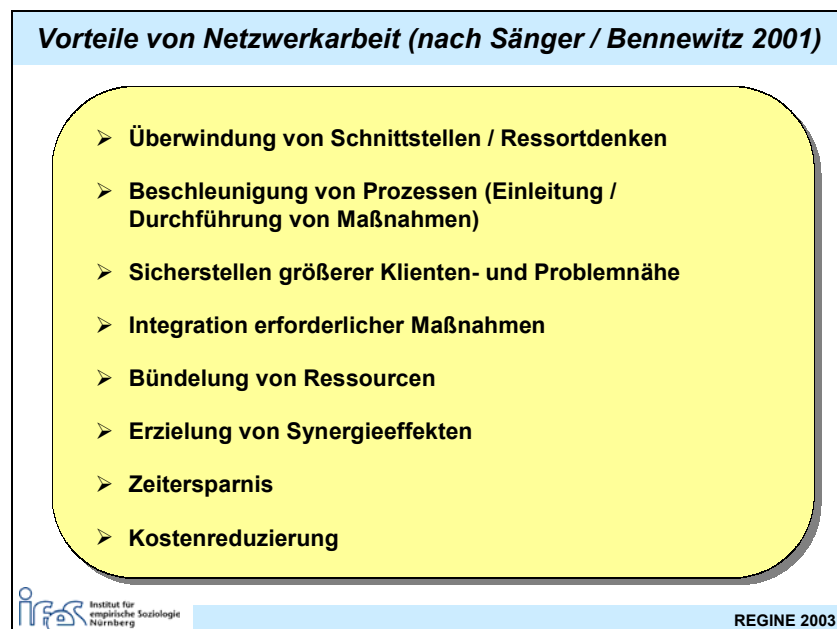 Vorteile von Netzwerkarbeit (nach Sänger / Bennewitz 2001)
➢ Überwindung von Schnittstellen / Ressortdenken
➢ Beschleunigung von Prozessen (Einleitung /
Durchführung von Maßnahmen)
➢ Sicherstellen größerer Klienten- und Problemnähe
➢ Integration erforderlicher Maßnahmen
➢ Bündelung von Ressourcen
➢ Erzielung von Synergieeffekten
➢ Zeitersparnis
➢ Kostenreduzierung
ifes
Institut für
empirische Soziologie
Nürnberg
REGINE 2003